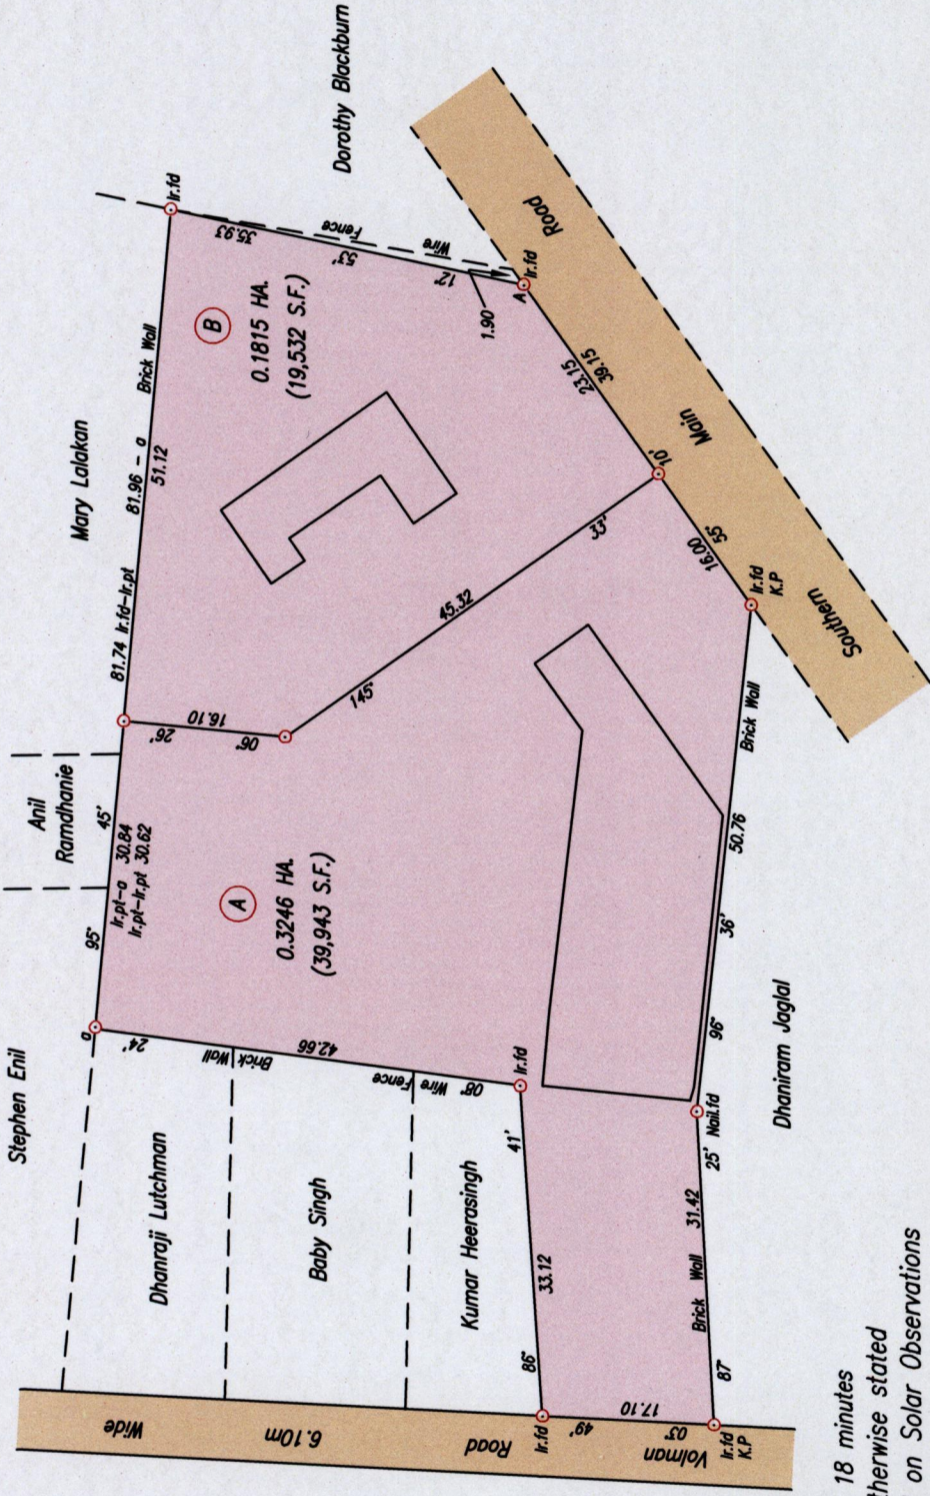 Stephen Enil
Anil
Ramdhanie
Mary Lalakan
Dorothy Blackburn
95° 45'
Ir.pt-a 30.84
Ir.pt-Ir.pt 30.62
81.74 Ir.fd-Ir.pt
81.96 - a
51.12
Brick Wall
Ir.fd
35.93
53'
12°
Wire Fence
1.90
A
Ir.fd
B
0.1815 HA.
(19,532 S.F.)
16.10
26'
06°
145°
45.32
33'
23.15
39.15
10'
16.00
55'
Ir.fd
K.P
Southern Main Road
A
0.3246 HA.
(39,943 S.F.)
a
24'
Brick Wall
42.66
Wire Fence
08°
Ir.fd
Dhanraji Lutchman
Baby Singh
Kumar Heerasingh
86° 41'
33.12
Ir.fd
49'
17.10
03°
Ir.fd
K.P
87° 25'
Brick Wall 31.42
Nail.fd
96° 36'
50.76
Brick Wall
Dhaniram Jaglal
Volman Road 6.10m Wide
18 minutes
therwise stated
on Solar Observations